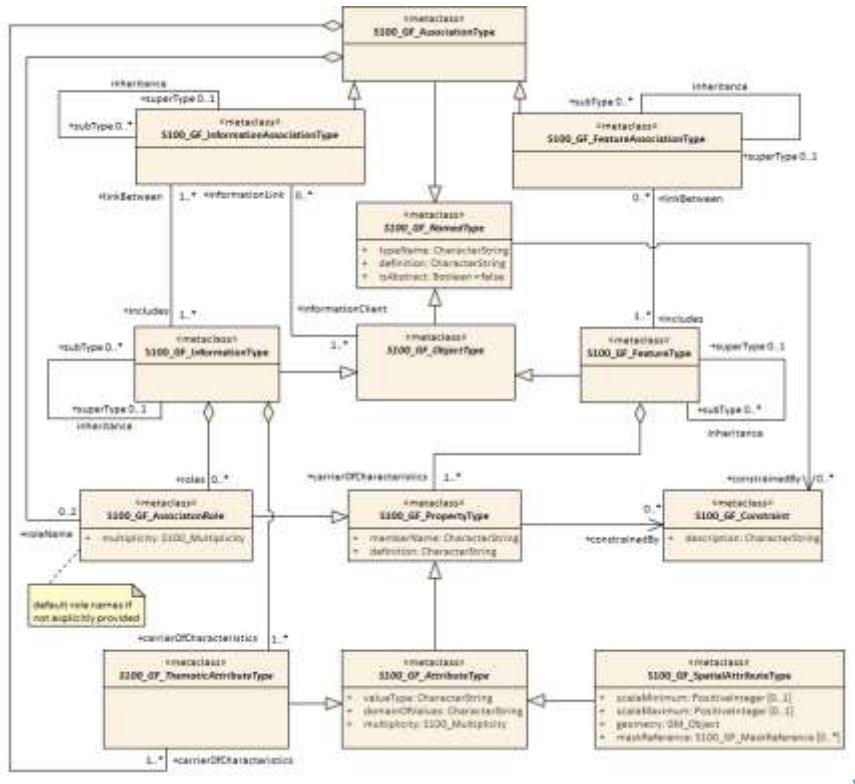 «metaclass»
S100_GF_AssociationType
inheritance
+superType 0..1
+subType 0..*
«metaclass»
S100_GF_InformationAssociationType
+subType 0..*
inheritance
«metaclass»
S100_GF_FeatureAssociationType
+superType 0..1
+linkBetween
1..*
+informationLink
0..*
0..*
+linkBetween
«metaclass»
S100_GF_NamedType
+ typeName: CharacterString
+ definition: CharacterString
+ isAbstract: Boolean =false
+includes
1..*
+informationClient
1..*
1..*
+includes
+subType 0..*
«metaclass»
S100_GF_InformationType
«metaclass»
S100_GF_ObjectType
«metaclass»
S100_GF_FeatureType
+superType 0..1
+superType 0..1
inheritance
+subType 0..*
inheritance
+roles
0..*
+carrierOfCharacteristics
1..*
+constrainedBy
0..*
0..1
+roleName
«metaclass»
S100_GF_AssociatonRole
+ multiplicity: S100_Multiplicity
«metaclass»
S100_GF_PropertyType
+ memberName: CharacterString
+ definition: CharacterString
0..*
+constrainedBy
«metaclass»
S100_GF_Constraint
+ description: CharacterString
default role names if
not explicitly provided
+carrierOfCharacteristics
1..*
«metaclass»
S100_GF_ThematicAttributeType
«metaclass»
S100_GF_AttributeType
+ valueType: CharacterString
+ domainOfValues: CharacterString
+ multiplicity: S100_Multiplicity
«metaclass»
S100_GF_SpatialAttributeType
+ scaleMinimum: PositiveInteger [0..1]
+ scaleMaximum: PositiveInteger [0..1]
+ geometry: GM_Object
+ maskReference: S100_GF_MaskReference [0..*]
1..*
+carrierOfCharacteristics